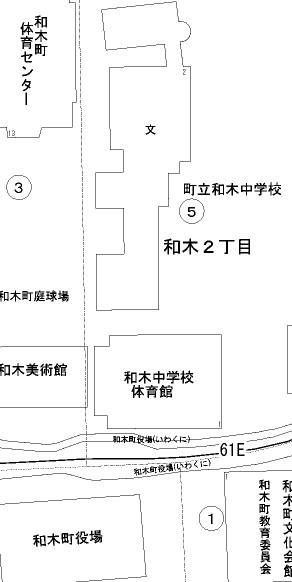 和木町
体育センター
13
2
文
3
町立和木中学校
5
和木２丁目
和木町庭球場
和木美術館
和木中学校
体育館
1
和木町役場(いわくに)
61E
和木町役場(いわくに)
1
和木町役場
和木町教育委員会
和木町文化会館